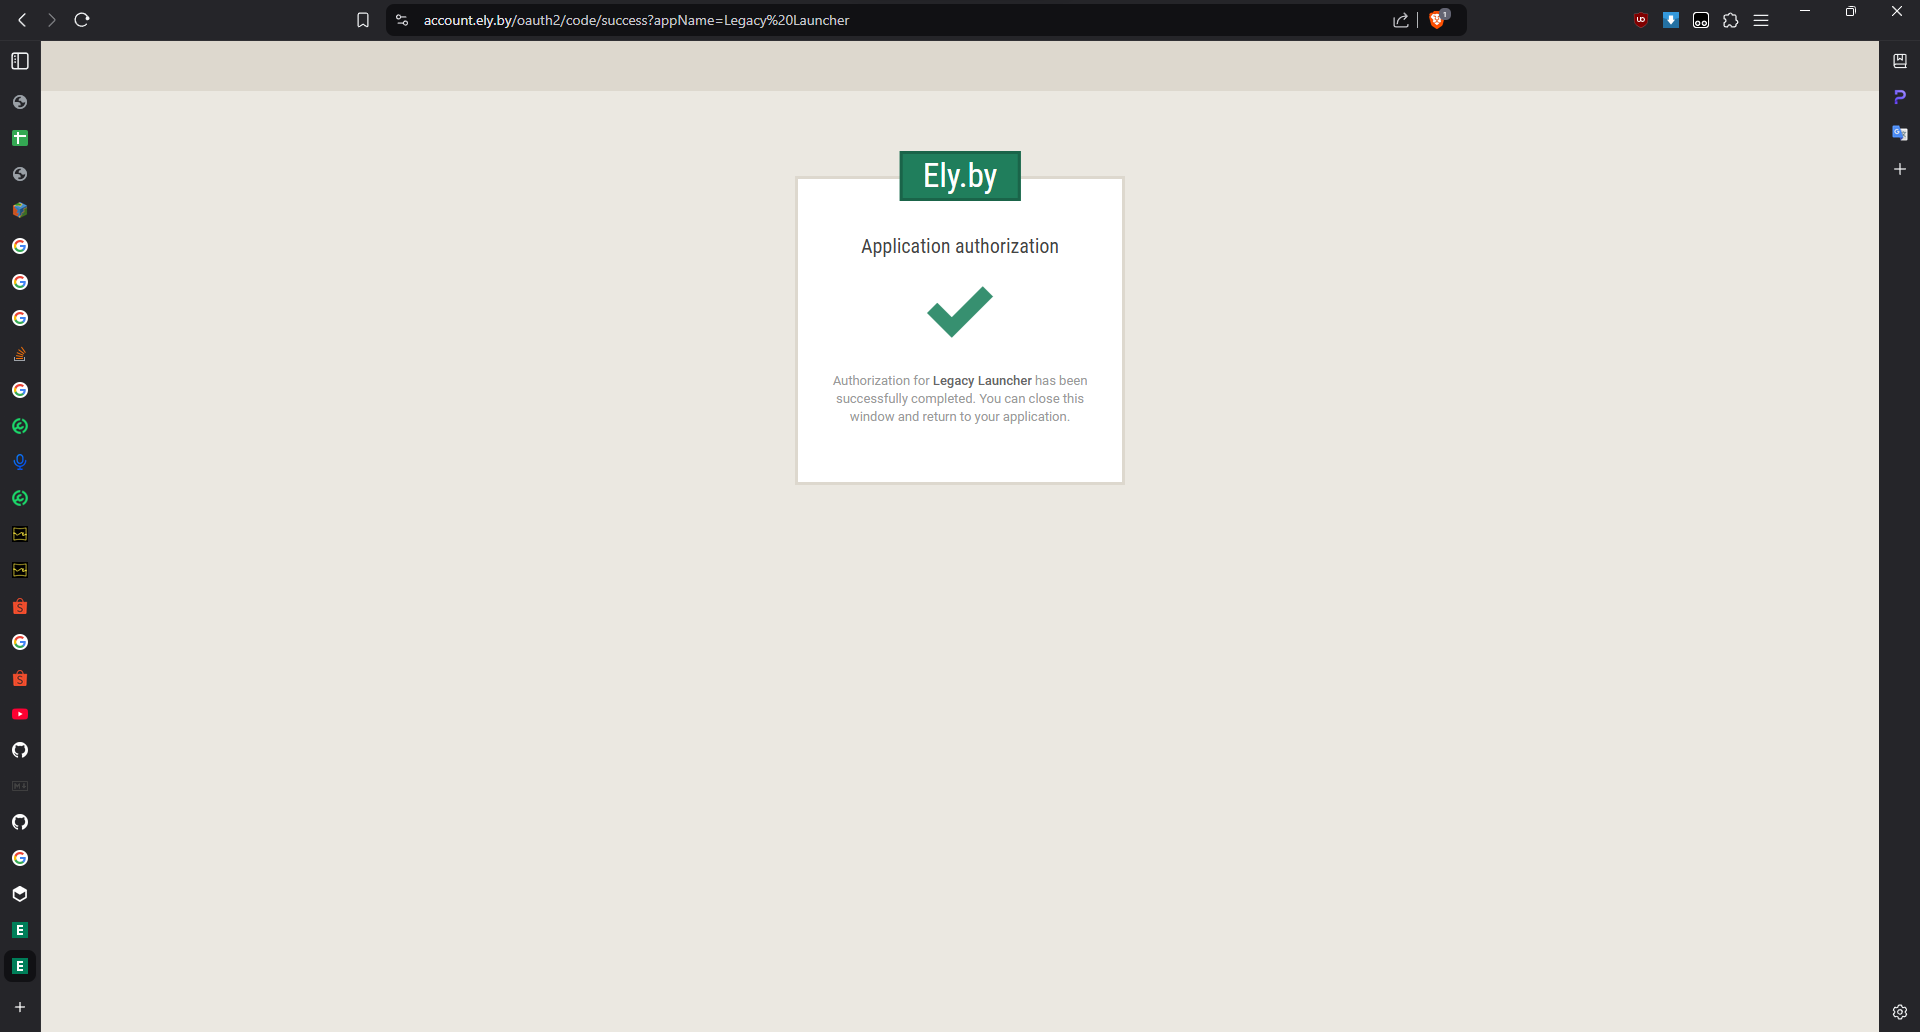 account.ely.by/oauth2/code/success?appName=Legacy%20Launcher
1
Ely.by
Application authorization
Authorization for Legacy Launcher has been
successfully completed. You can close this
window and return to your application.